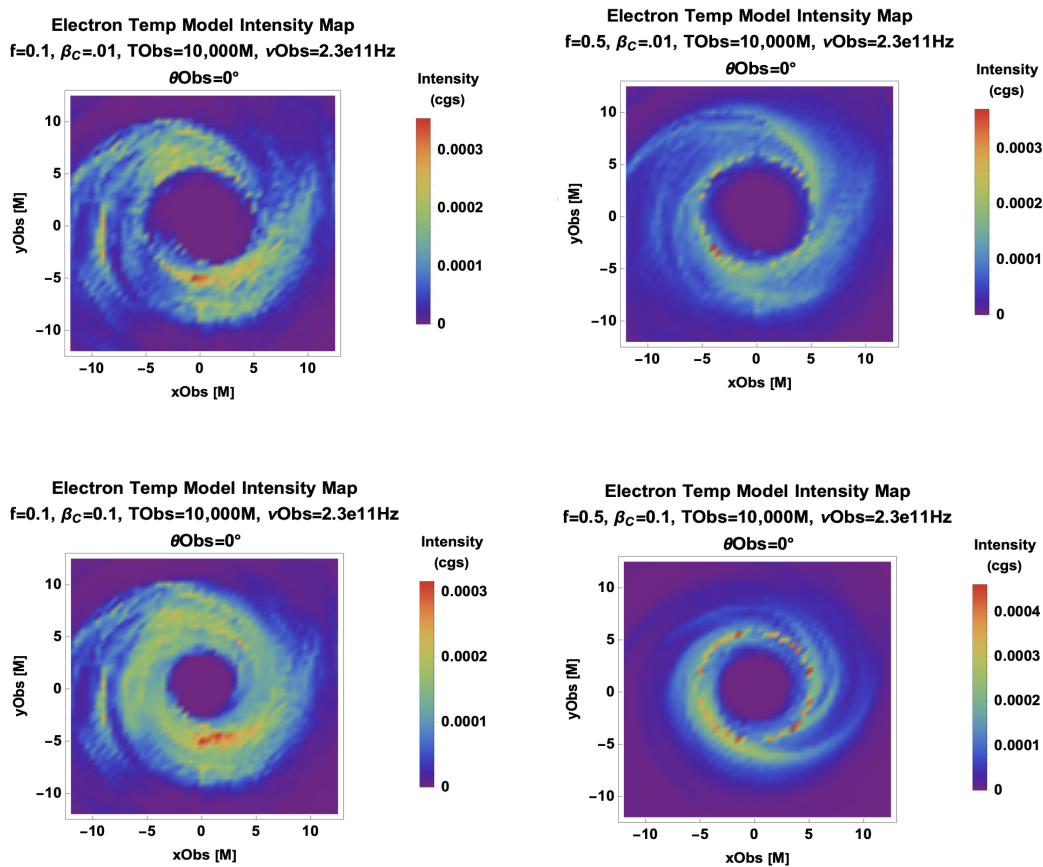 Electron Temp Model Intensity Map
f=0.1, βC=.01, TObs=10,000M, νObs=2.3e11Hz
θObs=0°
Intensity
(cgs)
10
5
0
−5
−10
yObs [M]
−10 −5 0 5 10
xObs [M]
0.0003
0.0002
0.0001
0
Electron Temp Model Intensity Map
f=0.5, βC=.01, TObs=10,000M, νObs=2.3e11Hz
θObs=0°
Intensity
(cgs)
10
5
0
−5
−10
yObs [M]
−10 −5 0 5 10
xObs [M]
0.0003
0.0002
0.0001
0
Electron Temp Model Intensity Map
f=0.1, βC=0.1, TObs=10,000M, νObs=2.3e11Hz
θObs=0°
Intensity
(cgs)
10
5
0
−5
−10
yObs [M]
−10 −5 0 5 10
xObs [M]
0.0003
0.0002
0.0001
0
Electron Temp Model Intensity Map
f=0.5, βC=0.1, TObs=10,000M, νObs=2.3e11Hz
θObs=0°
Intensity
(cgs)
10
5
0
−5
−10
yObs [M]
−10 −5 0 5 10
xObs [M]
0.0004
0.0003
0.0002
0.0001
0